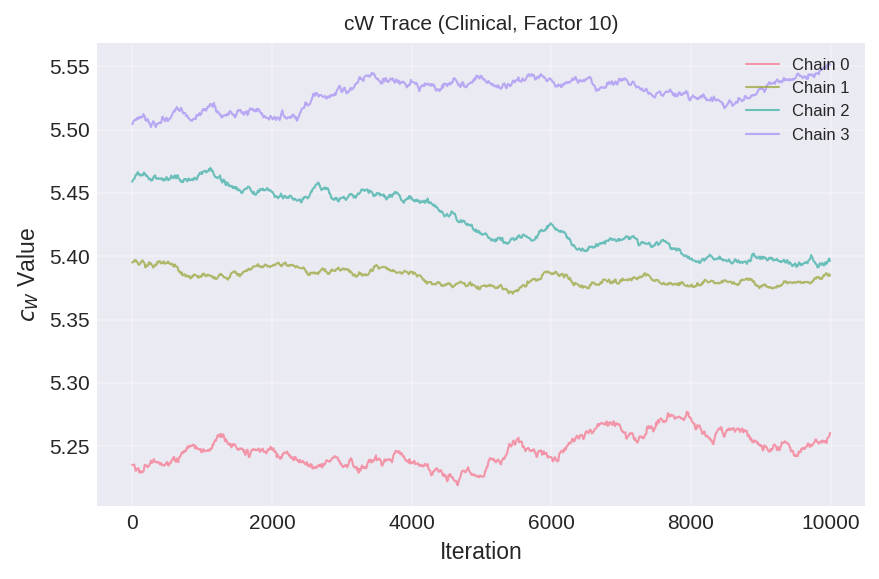 cW Trace (Clinical, Factor 10)
Chain 0
Chain 1
Chain 2
Chain 3
5.55
5.50
5.45
5.40
5.35
5.30
5.25
c_W Value
0 2000 4000 6000 8000 10000
Iteration